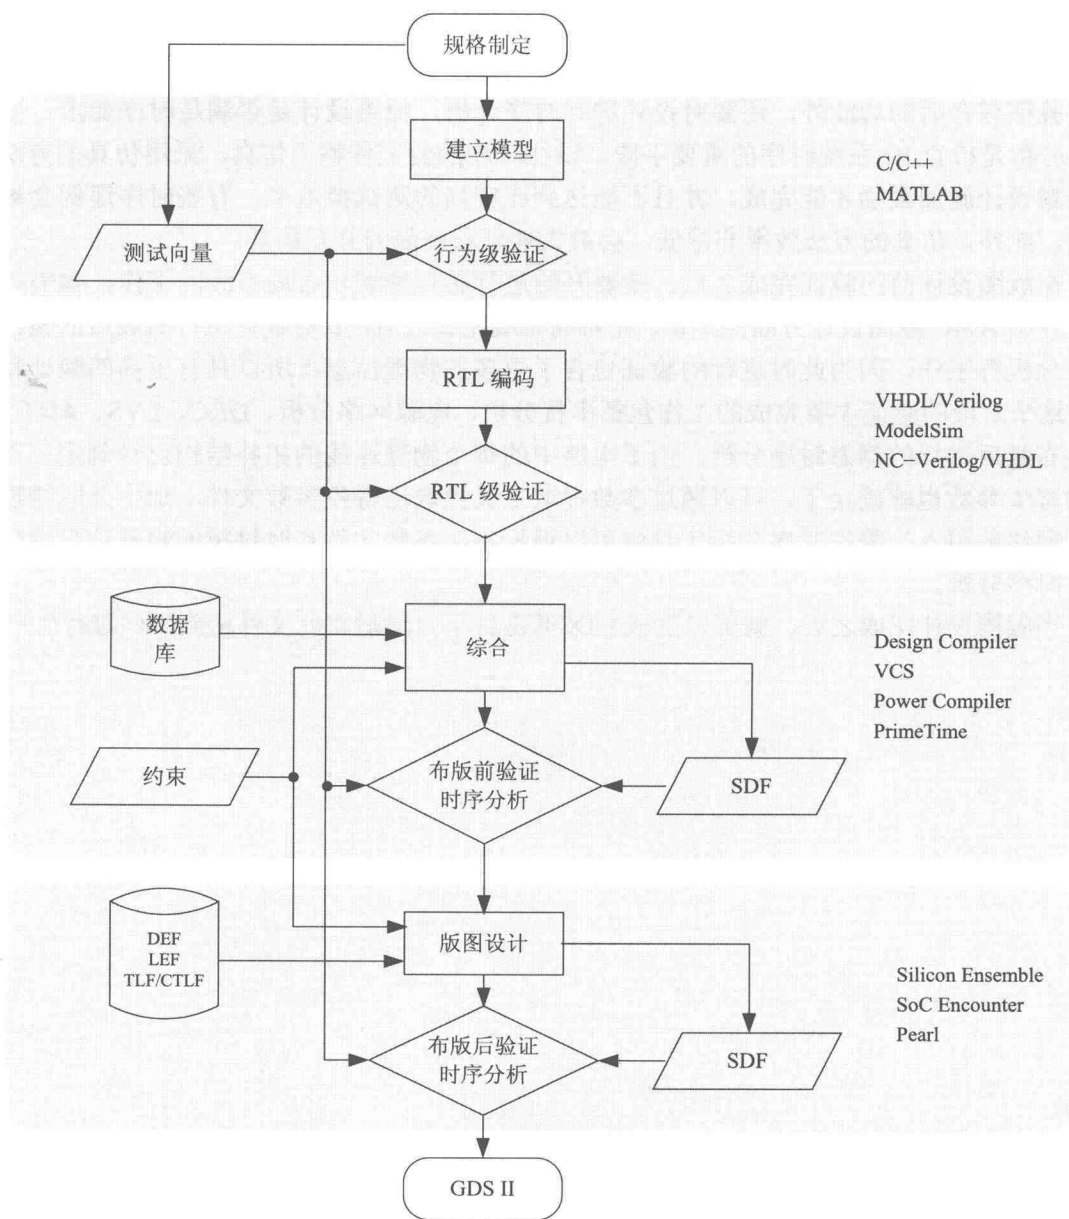 规格制定
建立模型
C/C++
MATLAB
测试向量
行为级验证
RTL 编码
VHDL/Verilog
ModelSim
NC–Verilog/VHDL
RTL 级验证
数据
库
综合
Design Compiler
VCS
Power Compiler
PrimeTime
约束
布版前验证
时序分析
SDF
DEF
LEF
TLF/CTLF
版图设计
Silicon Ensemble
SoC Encounter
Pearl
布版后验证
时序分析
SDF
GDS II